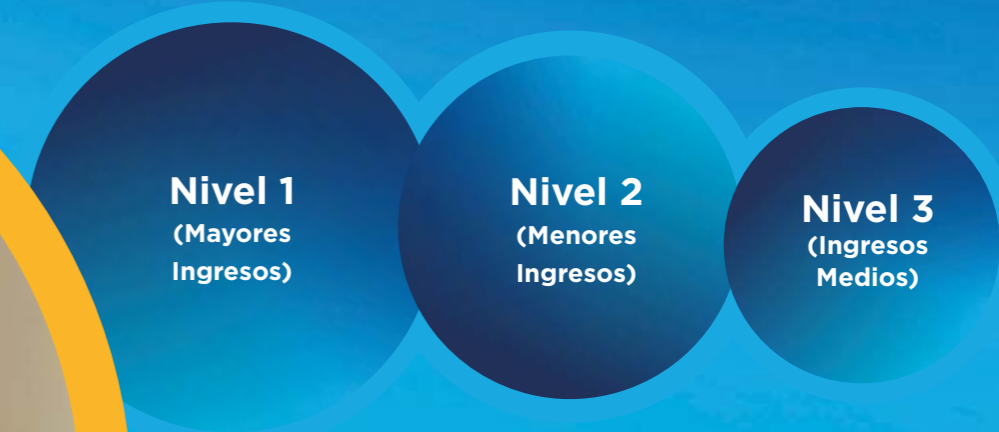 Nivel 1
(Mayores
Ingresos)
Nivel 2
(Menores
Ingresos)
Nivel 3
(Ingresos
Medios)